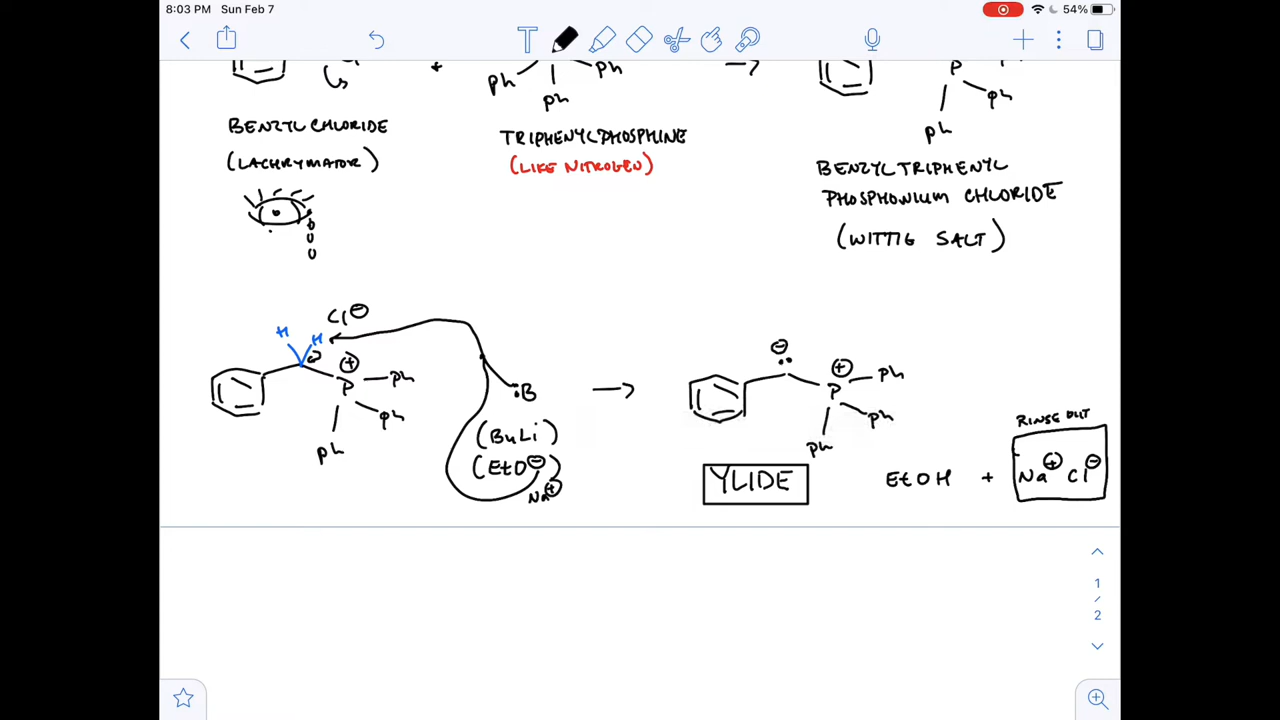 8:03 PM Sun Feb 7
54%
T
+
ph ph
ph
→
P
ph
ph
BENZYL CHLORIDE
(LACHRYMATOR)
TRIPHENYLPHOSPHINE
(LIKE NITROGEN)
BENZYL TRIPHENYL
PHOSPHONIUM CHLORIDE
(WITTIG SALT)
Cl⊖
H H
⊕
P ph
ph
ph
:B
(BuLi)
(EtO⊖)
Na⊕
→
⊖
⊕
P ph
ph
ph
YLIDE
EtOH + Na⊕ Cl⊖
RINSE OUT
1
/
2